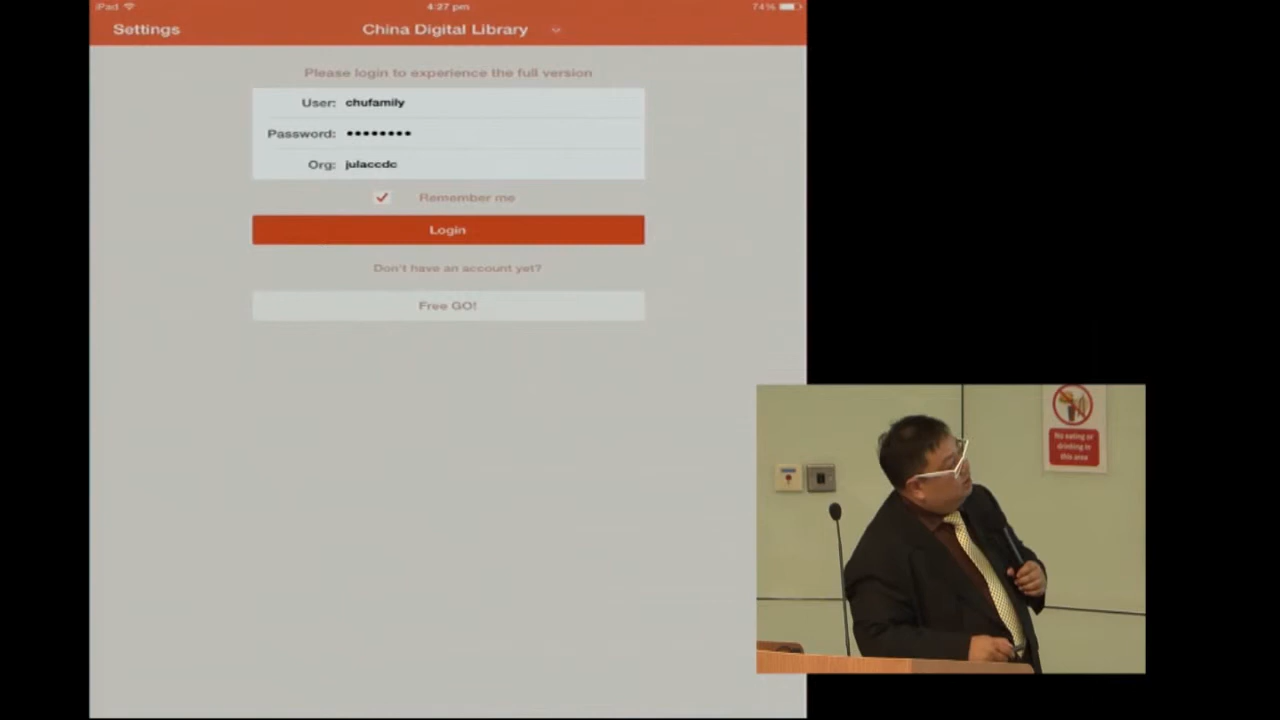 iPad
4:27 pm
74%
Settings
China Digital Library
Please login to experience the full version
User: chufamily
Password: ••••••••
Org: julaccdc
Remember me
Login
Don't have an account yet?
Free GO!
No eating or
drinking in
this area